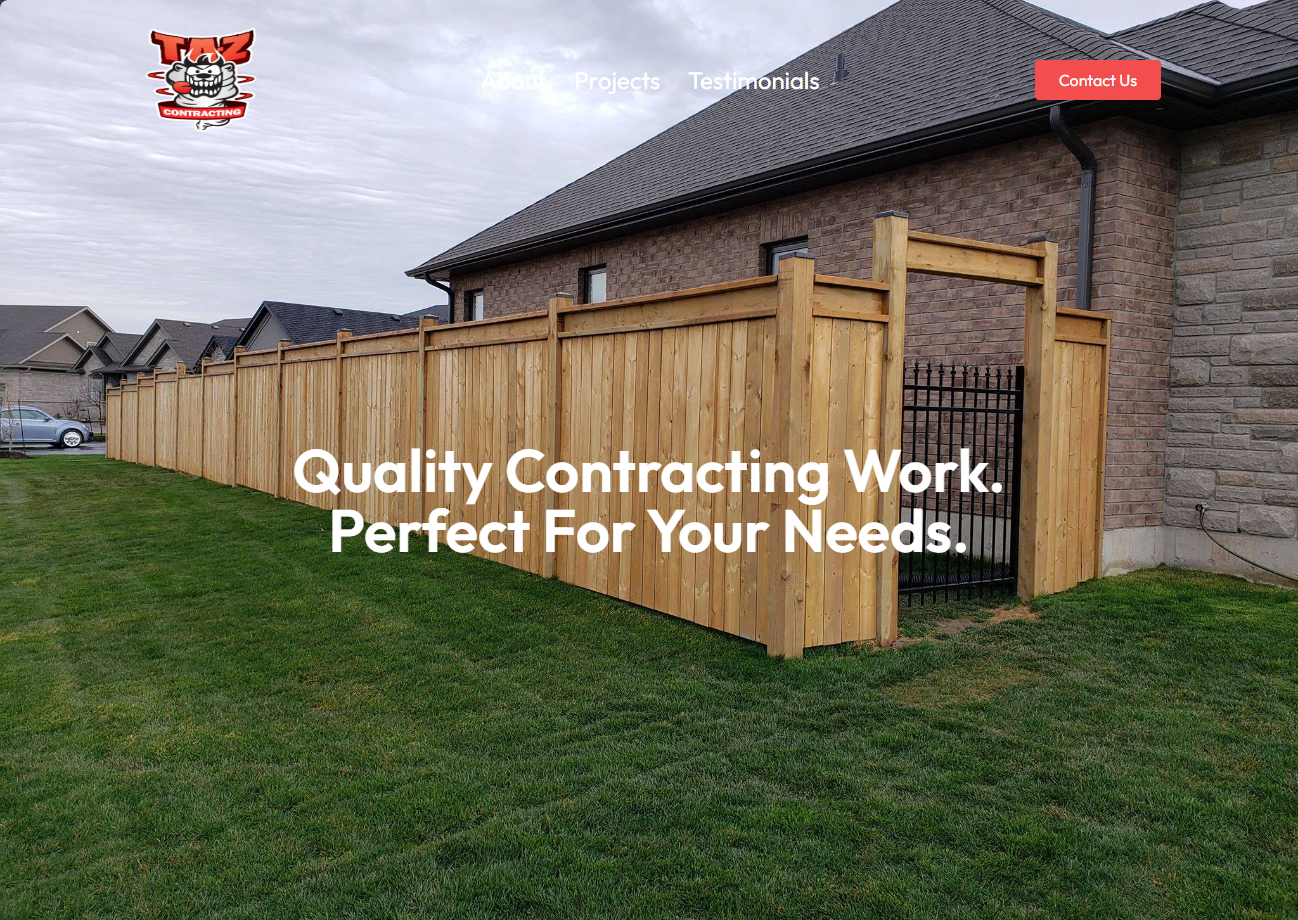 TAZ
CONTRACTING
About Projects Testimonials
Contact Us
Quality Contracting Work.
Perfect For Your Needs.